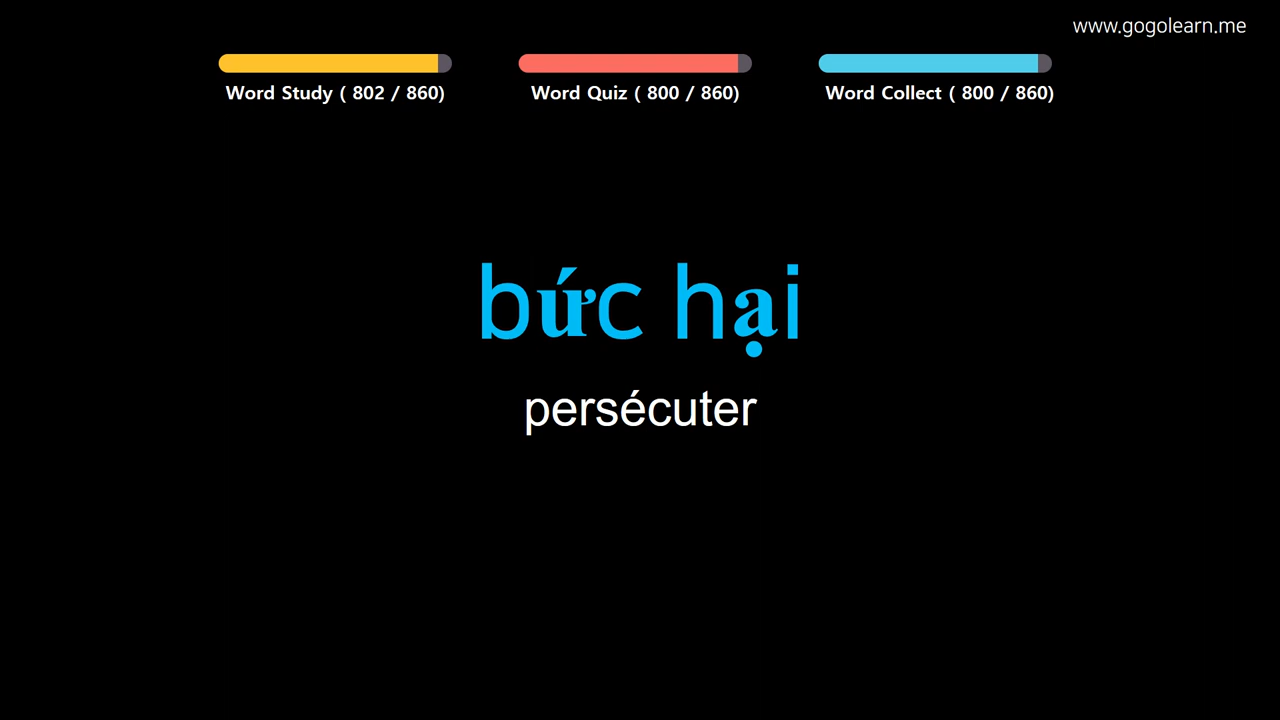 www.gogolearn.me
Word Study ( 802 / 860)
Word Quiz ( 800 / 860)
Word Collect ( 800 / 860)
bức hại
persécuter